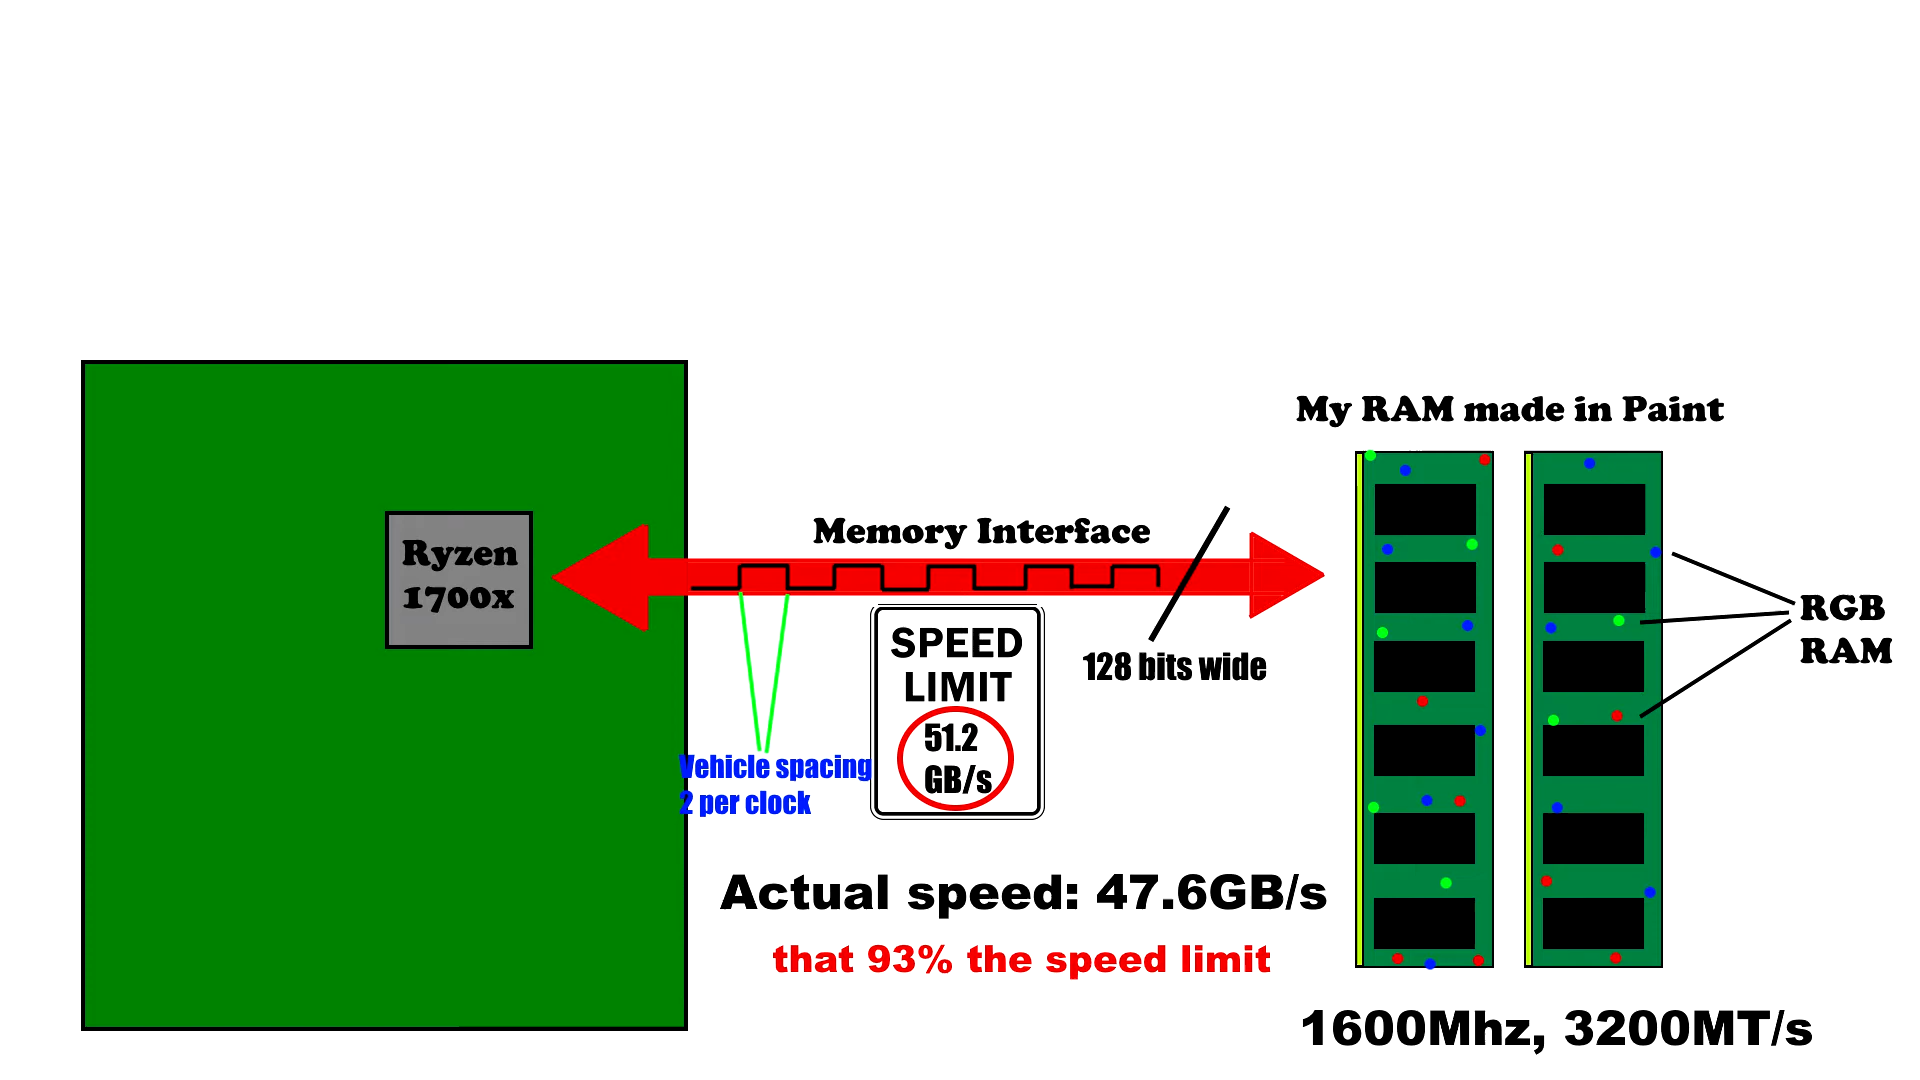 My RAM made in Paint
Memory Interface
Ryzen
1700x
RGB
RAM
SPEED
LIMIT
51.2
GB/s
128 bits wide
Vehicle spacing
2 per clock
Actual speed: 47.6GB/s
that 93% the speed limit
1600Mhz, 3200MT/s